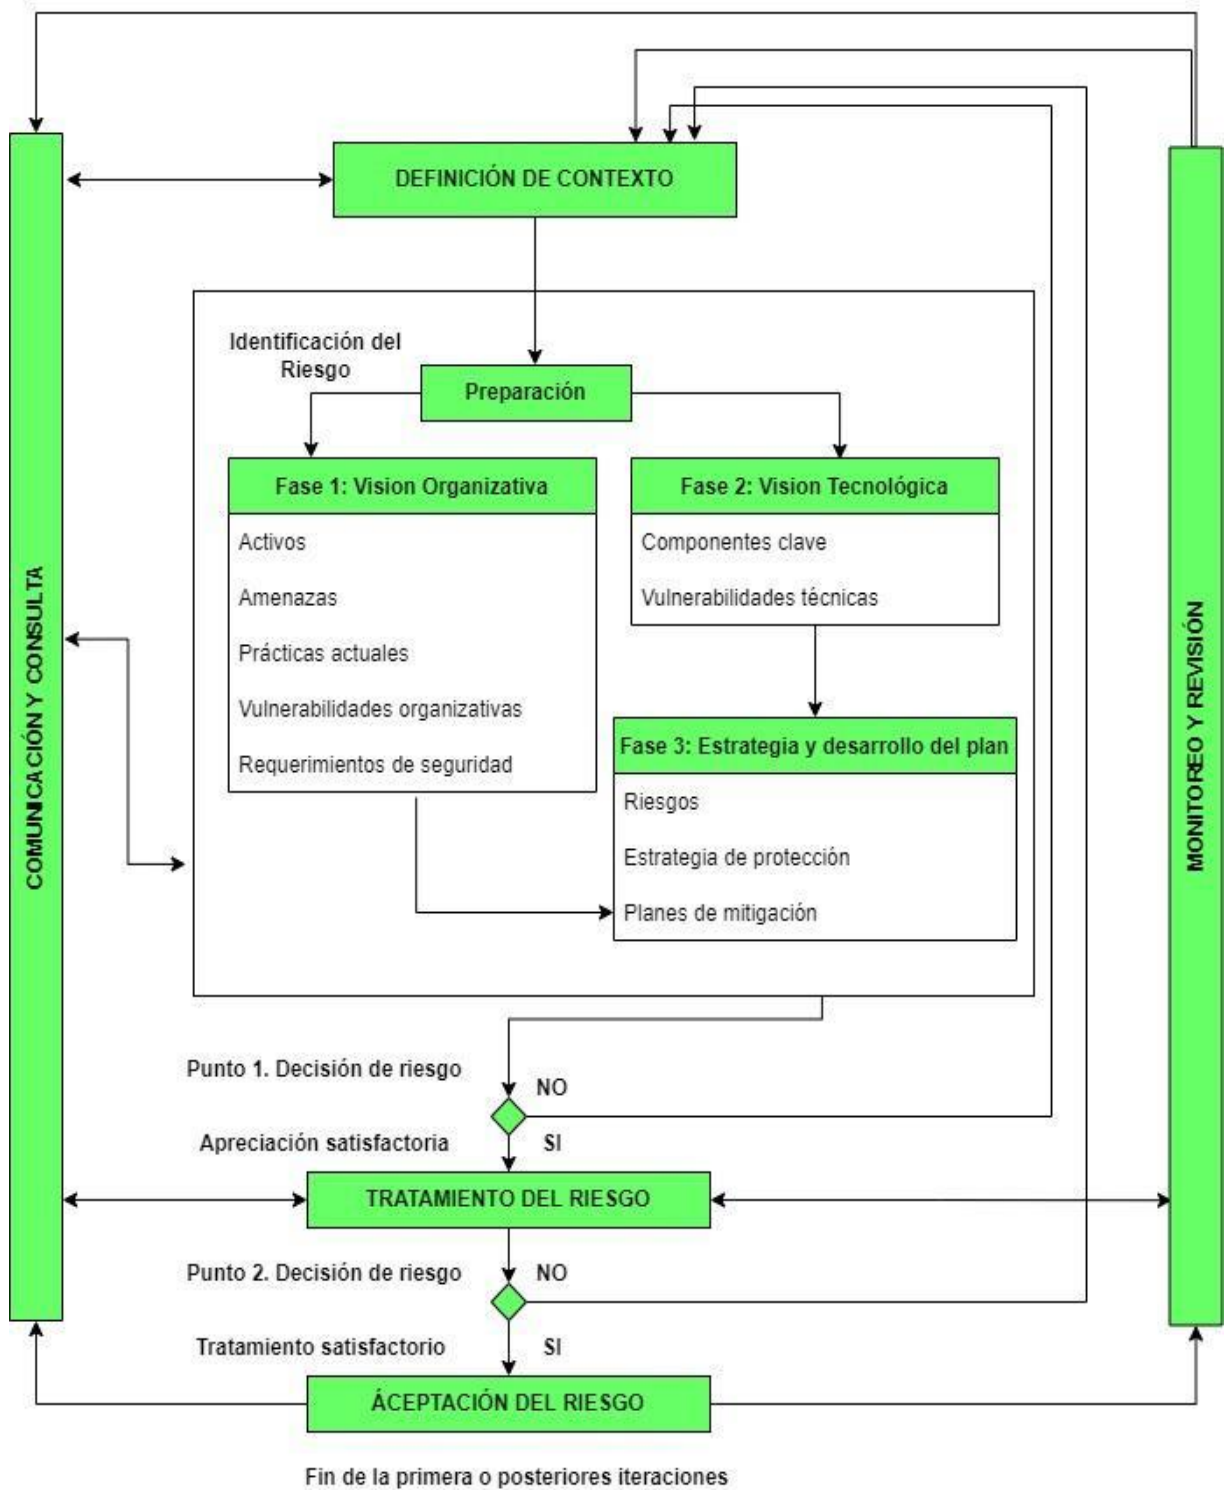 DEFINICIÓN DE CONTEXTO
COMUNICACIÓN Y CONSULTA
MONITOREO Y REVISIÓN
Identificación del
Riesgo
Preparación
Fase 1: Vision Organizativa
Activos
Amenazas
Prácticas actuales
Vulnerabilidades organizativas
Requerimientos de seguridad
Fase 2: Vision Tecnológica
Componentes clave
Vulnerabilidades técnicas
Fase 3: Estrategia y desarrollo del plan
Riesgos
Estrategia de protección
Planes de mitigación
Punto 1. Decisión de riesgo
NO
Apreciación satisfactoria
SI
TRATAMIENTO DEL RIESGO
Punto 2. Decisión de riesgo
NO
Tratamiento satisfactorio
SI
ÁCEPTACIÓN DEL RIESGO
Fin de la primera o posteriores iteraciones